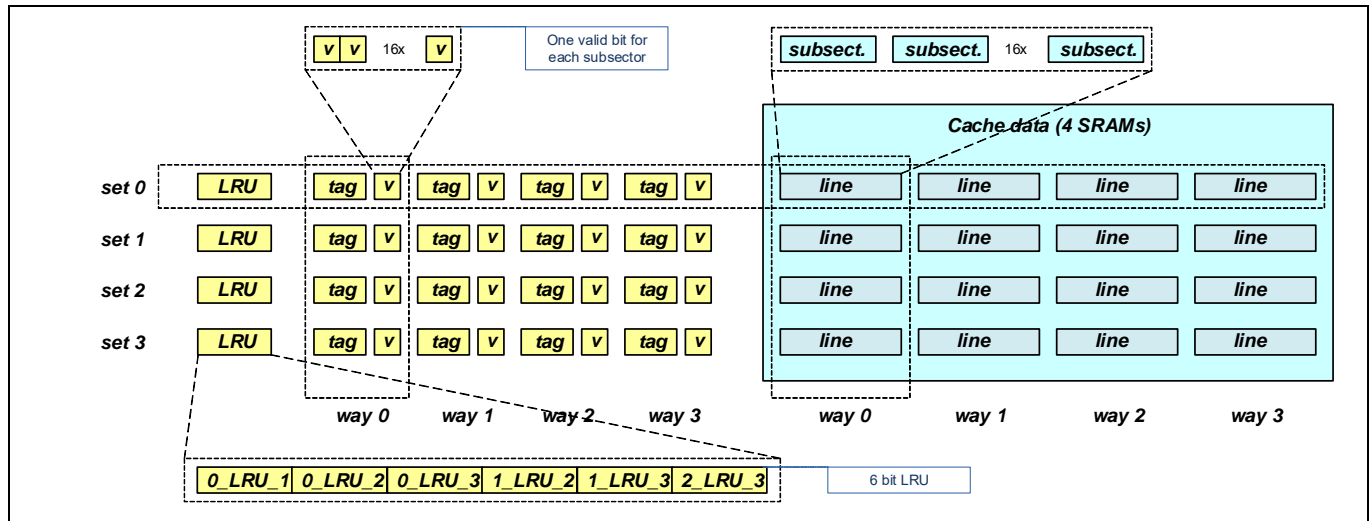 v v 16x v
One valid bit for
each subsector
subsect. subsect. 16x subsect.
Cache data (4 SRAMs)
set 0 LRU tag v tag v tag v tag v line line line line
set 1 LRU tag v tag v tag v tag v line line line line
set 2 LRU tag v tag v tag v tag v line line line line
set 3 LRU tag v tag v tag v tag v line line line line
way 0 way 1 way 2 way 3 way 0 way 1 way 2 way 3
0_LRU_1 0_LRU_2 0_LRU_3 1_LRU_2 1_LRU_3 2_LRU_3
6 bit LRU